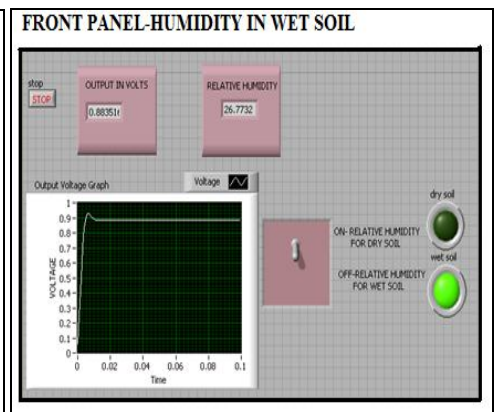 FRONT PANEL-HUMIDITY IN WET SOIL
stop
STOP
OUTPUT IN VOLTS
RELATIVE HUMIDITY
26.7732
Output Voltage Graph
Voltage
VOLTAGE
1
0.9
0.8
0.7
0.6
0.5
0.4
0.3
0.2
0.1
0
0 0.02 0.04 0.06 0.08 0.1
Time
ON- RELATIVE HUMIDITY
FOR DRY SOIL
OFF-RELATIVE HUMIDITY
FOR WET SOIL
dry soil
wet soil